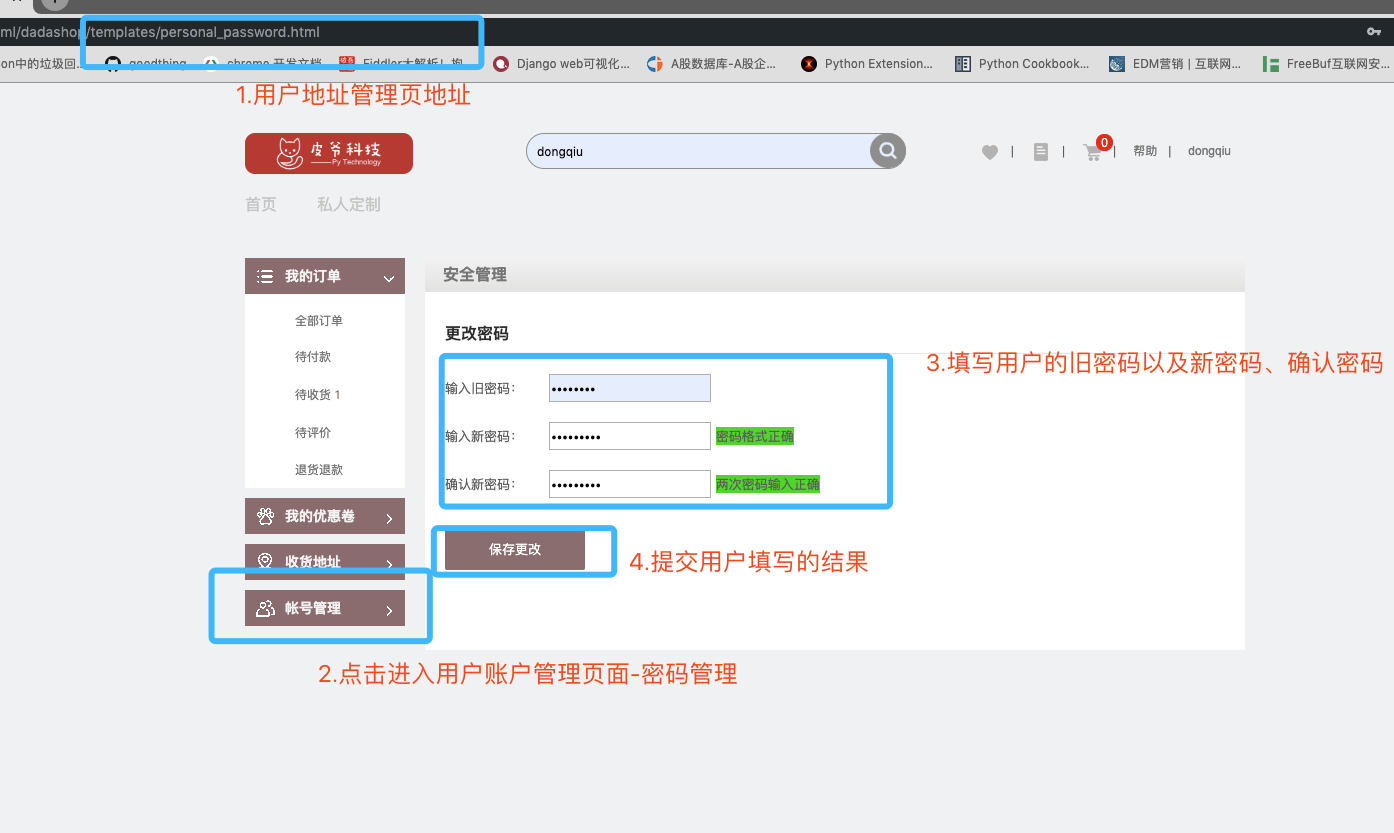 ml/dadashop/templates/personal_password.html
on中的垃圾回... goodthing chrome 开发文档 Fiddler大解析！抱... Django web可视化... A股数据库-A股企... Python Extension... Python Cookbook... EDM营销 | 互联网... FreeBuf互联网安...
1.用户地址管理页地址
皮爷科技
Py Technology
dongqiu
0
| | | 帮助 | dongqiu
首页 私人定制
我的订单
安全管理
全部订单
更改密码
待付款
3.填写用户的旧密码以及新密码、确认密码
输入旧密码：
待收货 1
待评价
输入新密码： 密码格式正确
退货退款
确认新密码： 两次密码输入正确
我的优惠卷
保存更改
4.提交用户填写的结果
收货地址
帐号管理
2.点击进入用户账户管理页面-密码管理